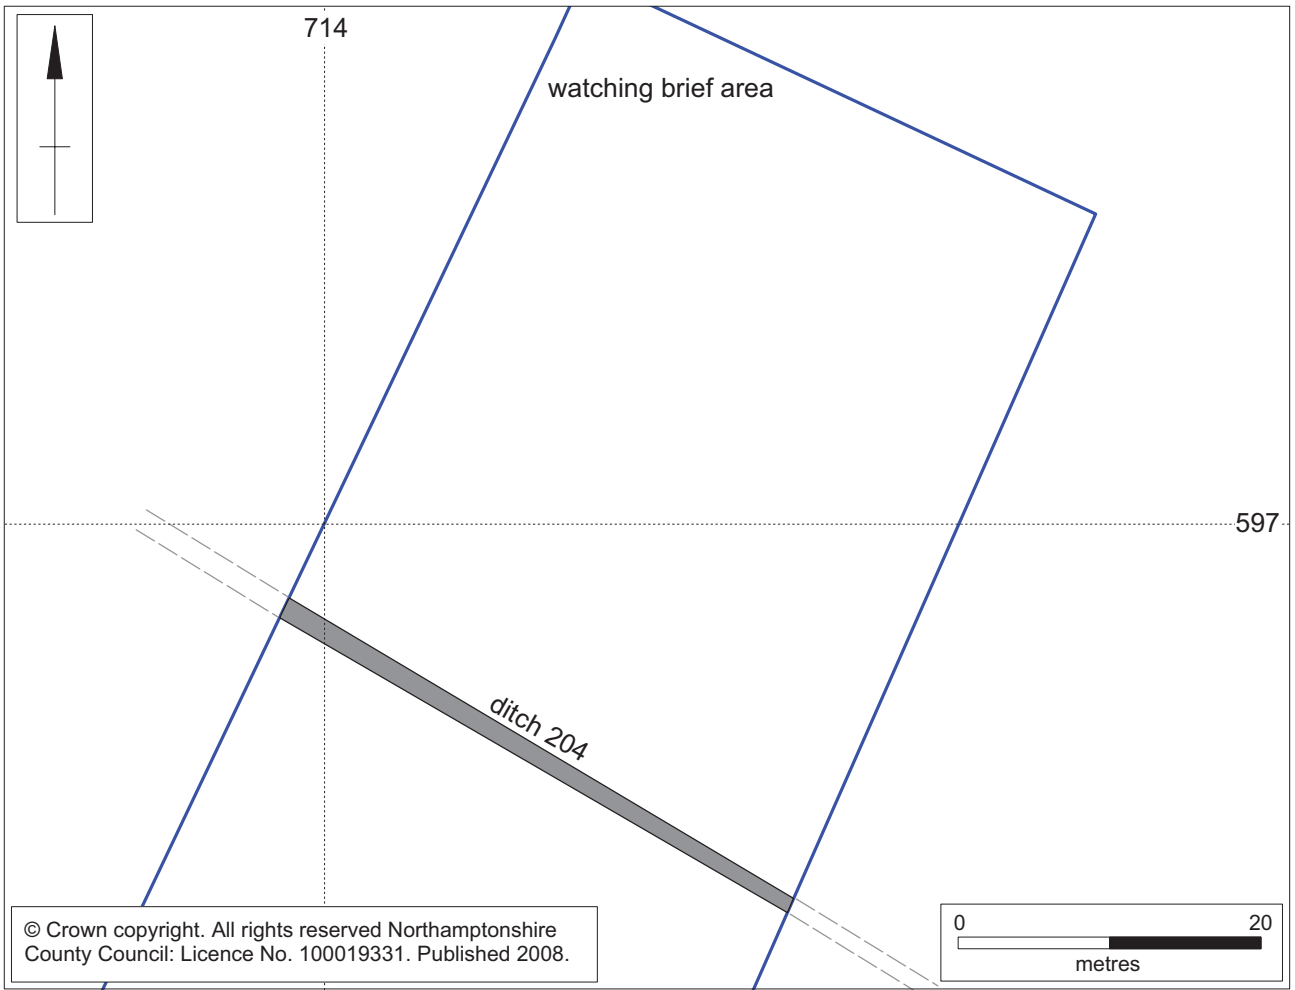 714
watching brief area
597
ditch 204
© Crown copyright. All rights reserved Northamptonshire
County Council: Licence No. 100019331. Published 2008.
0 20
metres